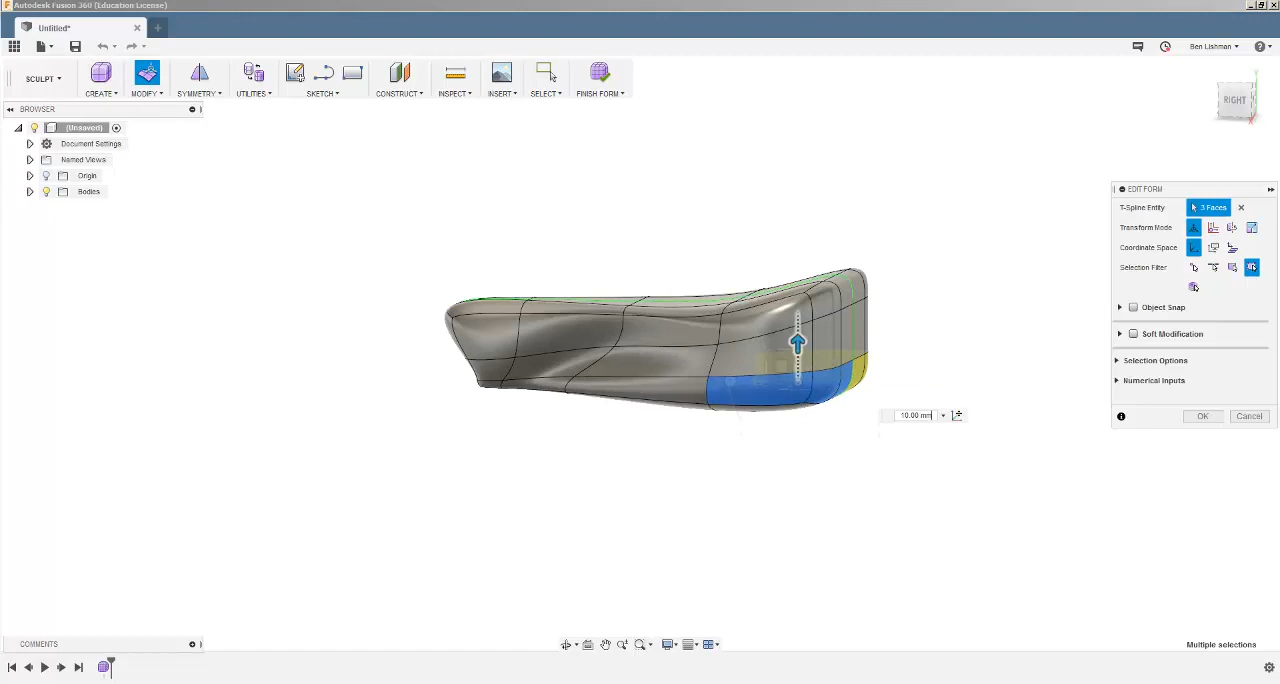 Autodesk Fusion 360 (Education License)
Untitled*
Ben Lishman
SCULPT
CREATE
MODIFY
SYMMETRY
UTILITIES
SKETCH
CONSTRUCT
INSPECT
INSERT
SELECT
FINISH FORM
BROWSER
(Unsaved)
Document Settings
Named Views
Origin
Bodies
RIGHT
EDIT FORM
T-Spline Entity 3 Faces
Transform Mode
Coordinate Space
Selection Filter
Object Snap
Soft Modification
Selection Options
Numerical Inputs
OK Cancel
10.00 mm
COMMENTS
Multiple selections